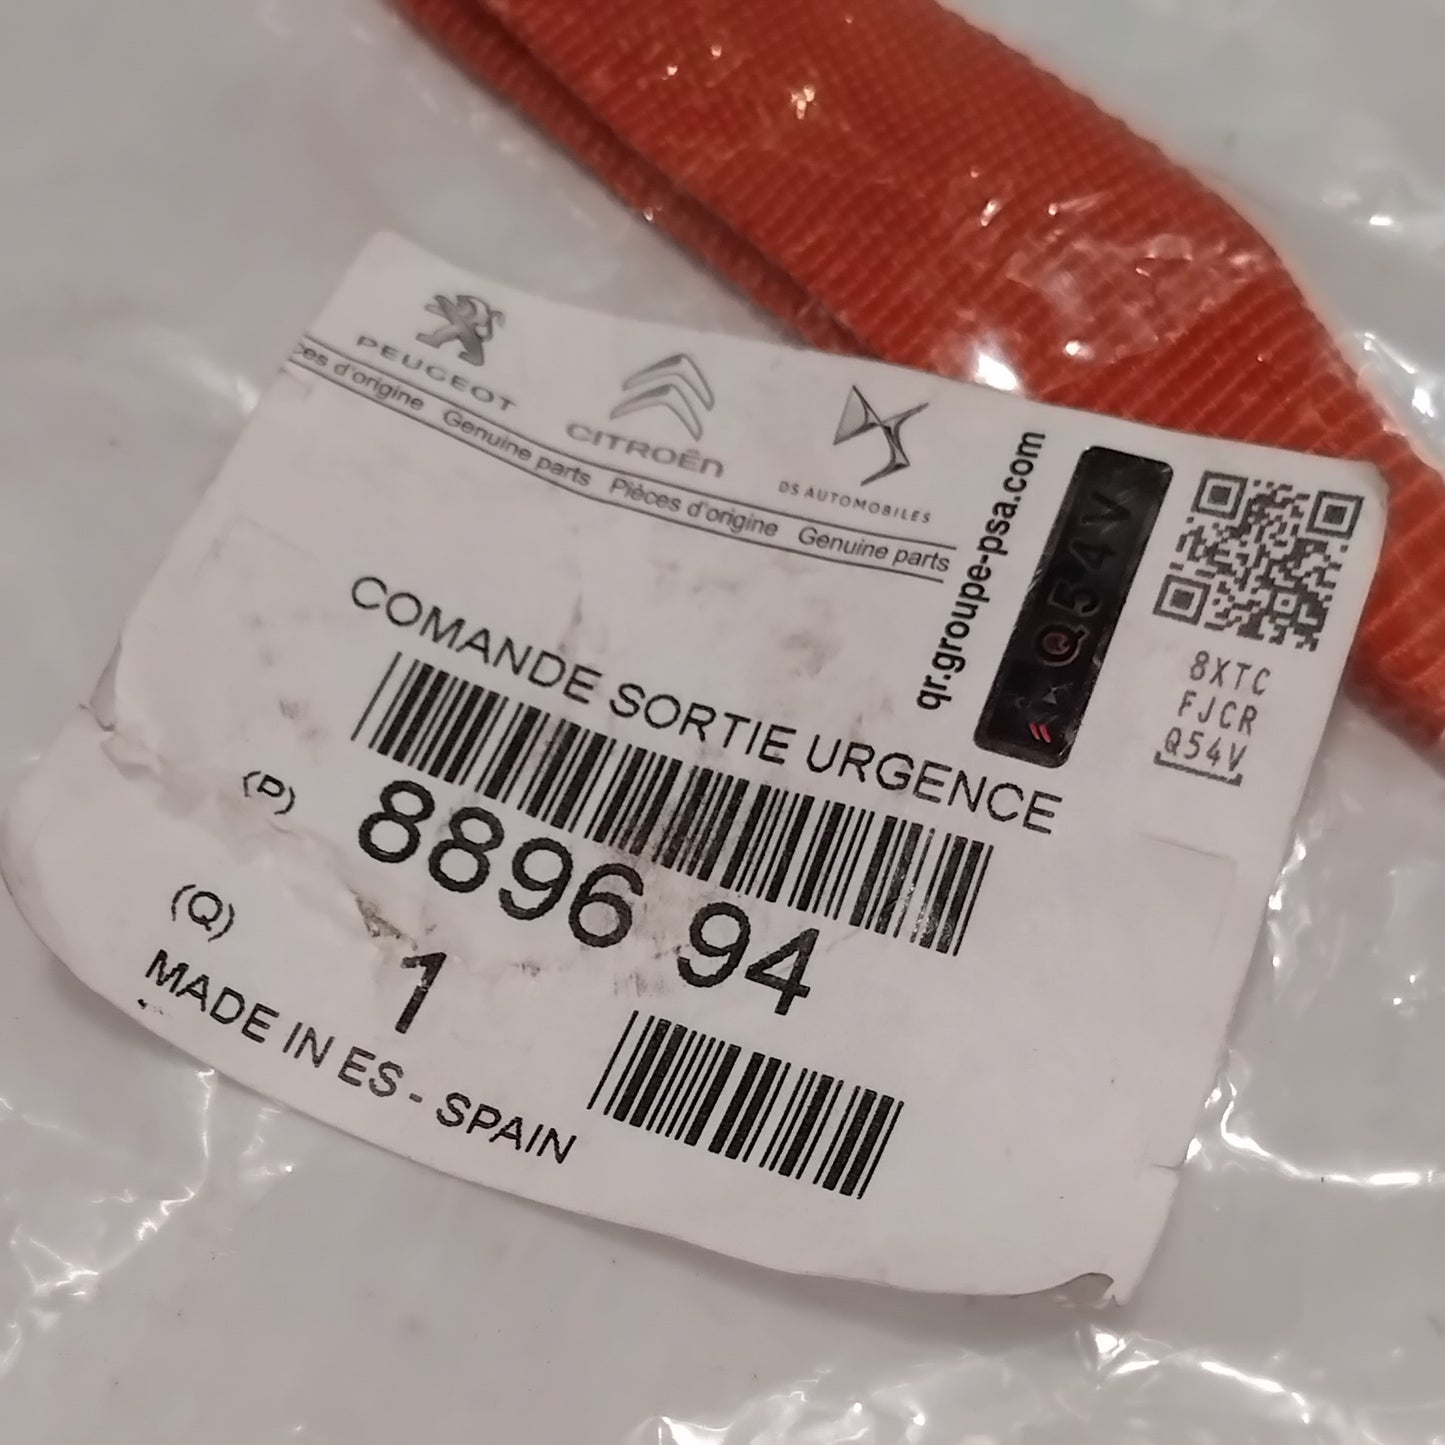 PEUGEOT
CITROËN
DS AUTOMOBILES
d'origine Genuine parts Pièces d'origine Genuine parts
qr.groupe-psa.com
Q54V
8XTC
FJCR
Q54V
COMANDE SORTIE URGENCE
(P) 8896 94
(Q) 1
MADE IN ES - SPAIN